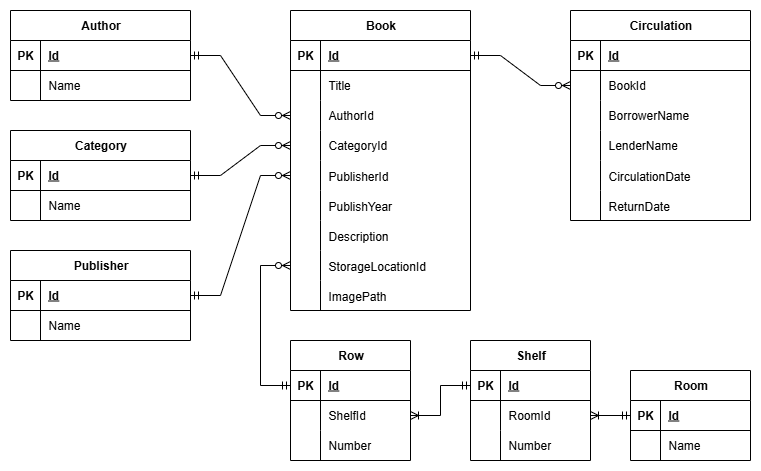 Author
PK Id
Name
Category
PK Id
Name
Publisher
PK Id
Name
Book
PK Id
Title
AuthorId
CategoryId
PublisherId
PublishYear
Description
StorageLocationId
ImagePath
Circulation
PK Id
BookId
BorrowerName
LenderName
CirculationDate
ReturnDate
Row
PK Id
ShelfId
Number
Shelf
PK Id
RoomId
Number
Room
PK Id
Name